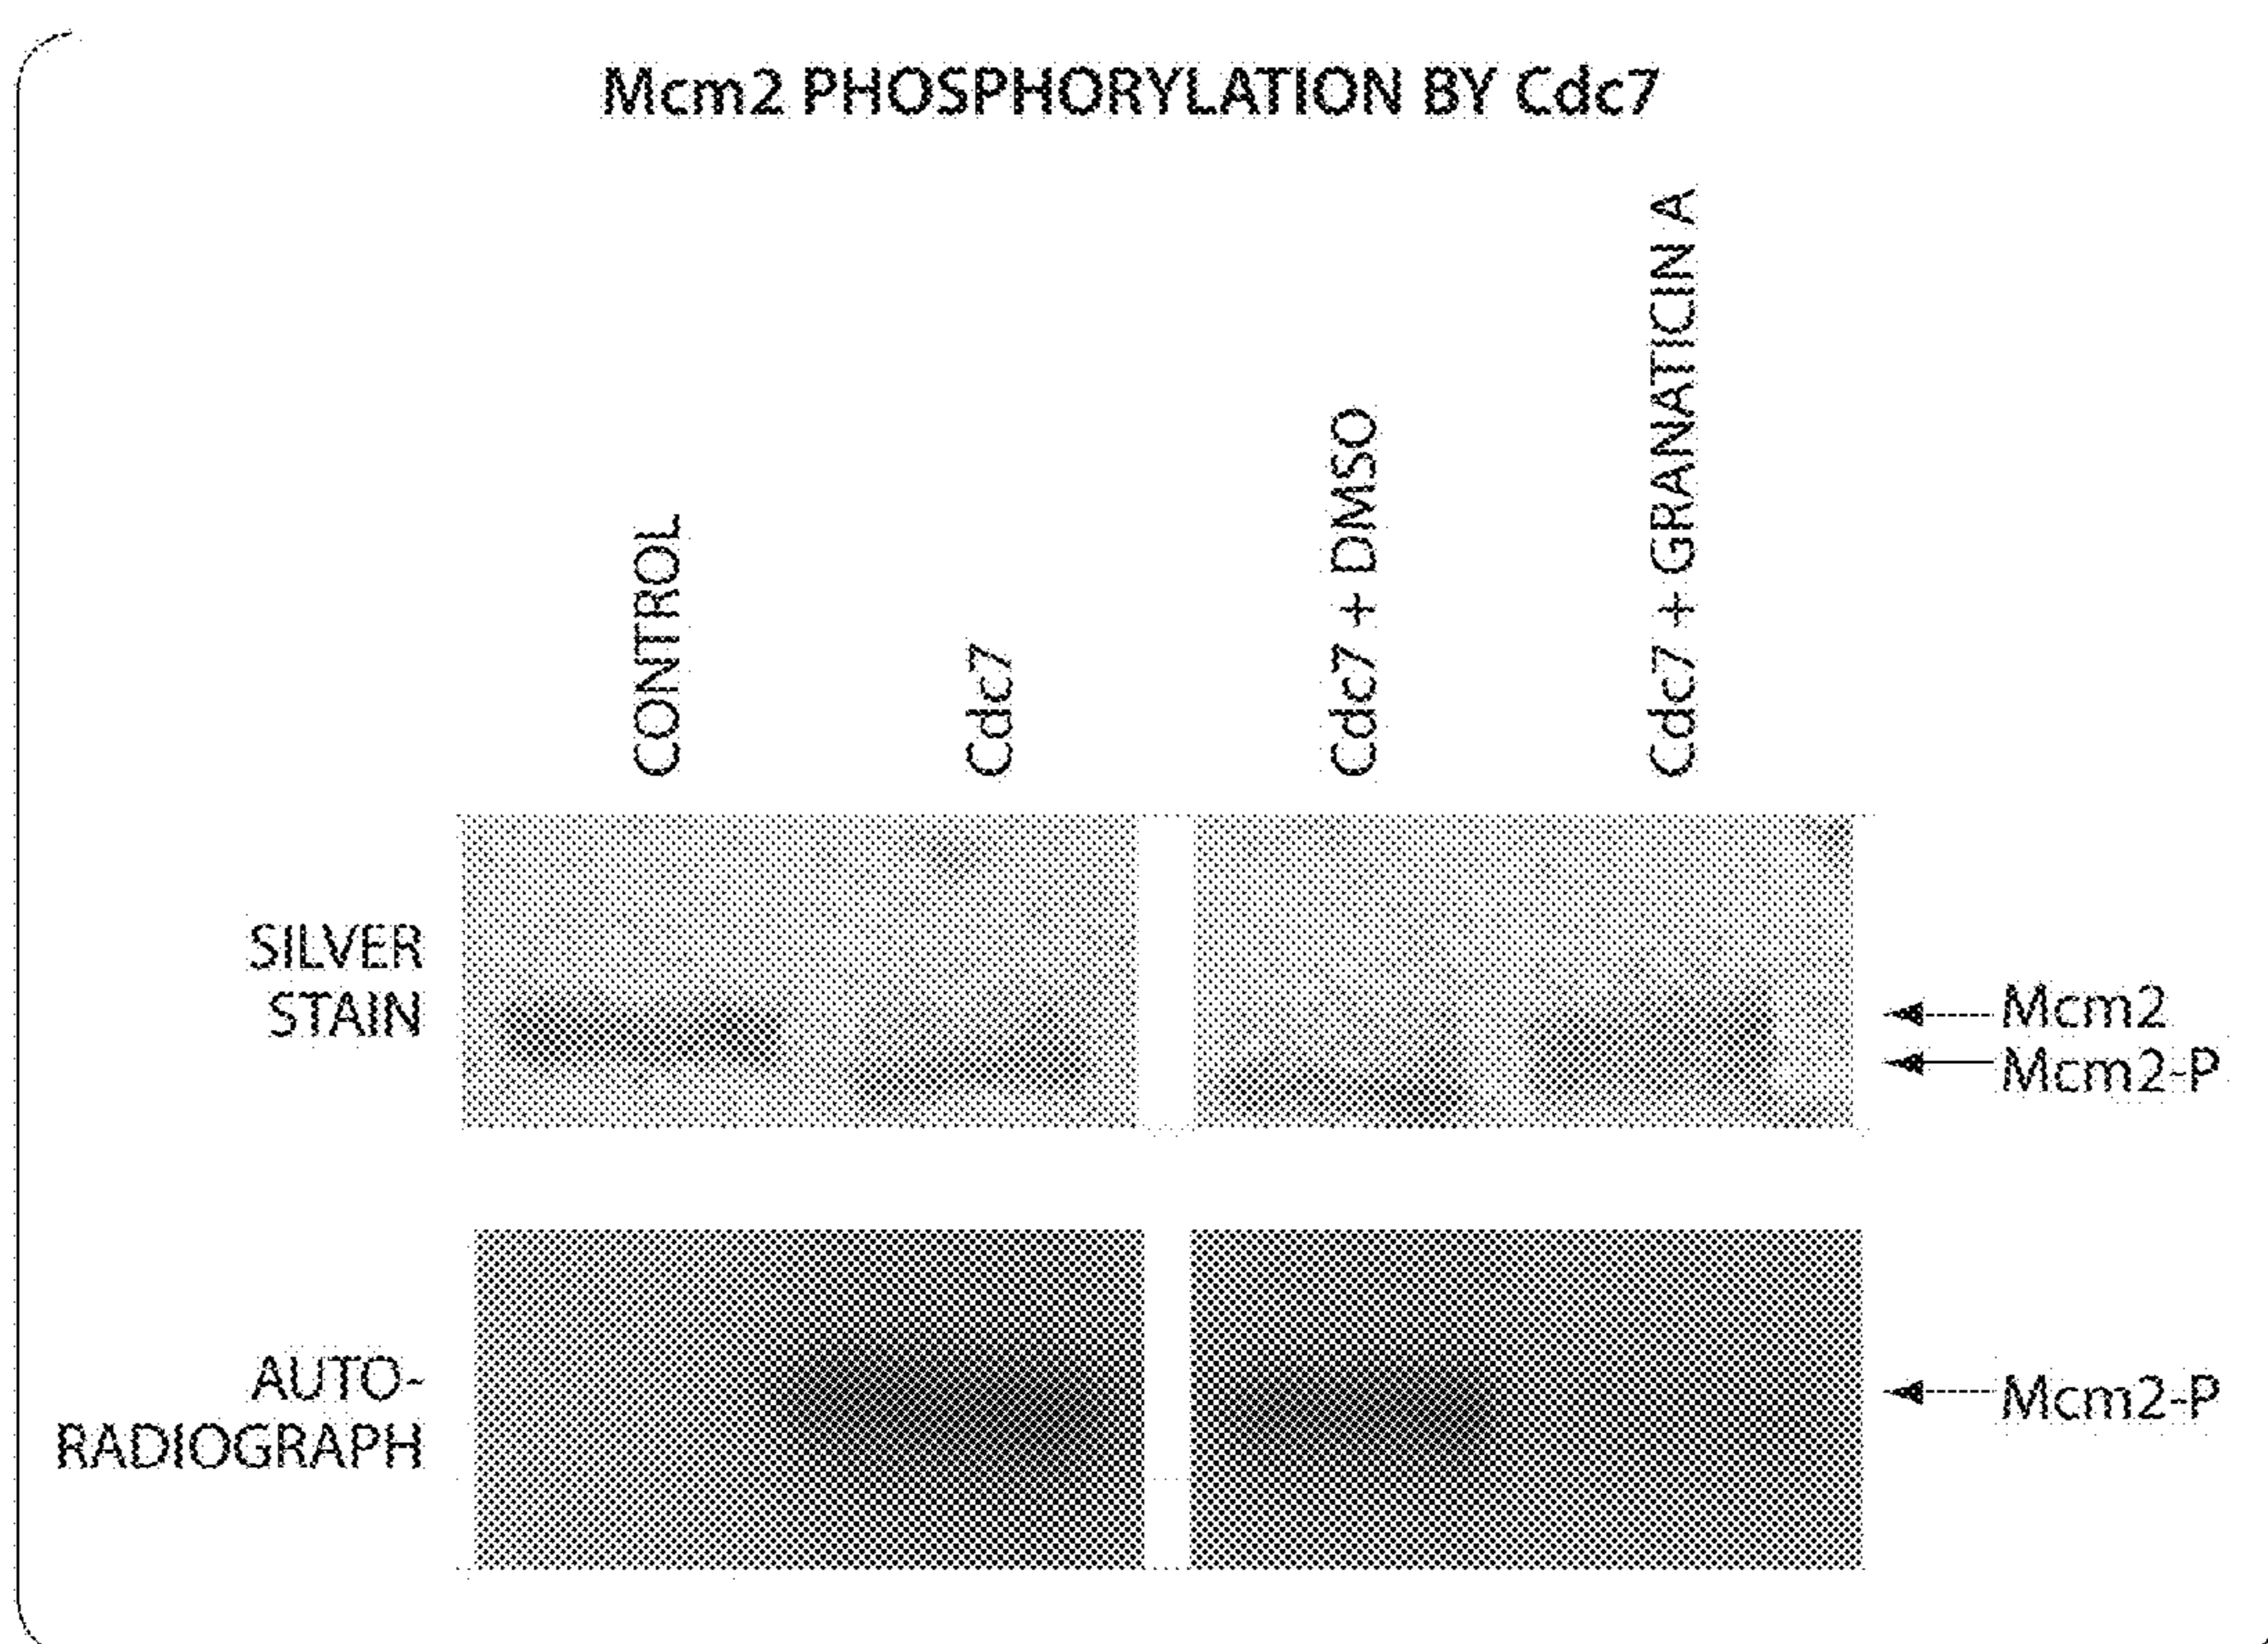 Mcm2 PHOSPHORYLATION BY Cdc7
CONTROL
Cdc7
Cdc7 + DMSO
Cdc7 + GRANATICIN A
SILVER
STAIN
Mcm2
Mcm2-P
AUTO-
RADIOGRAPH
Mcm2-P